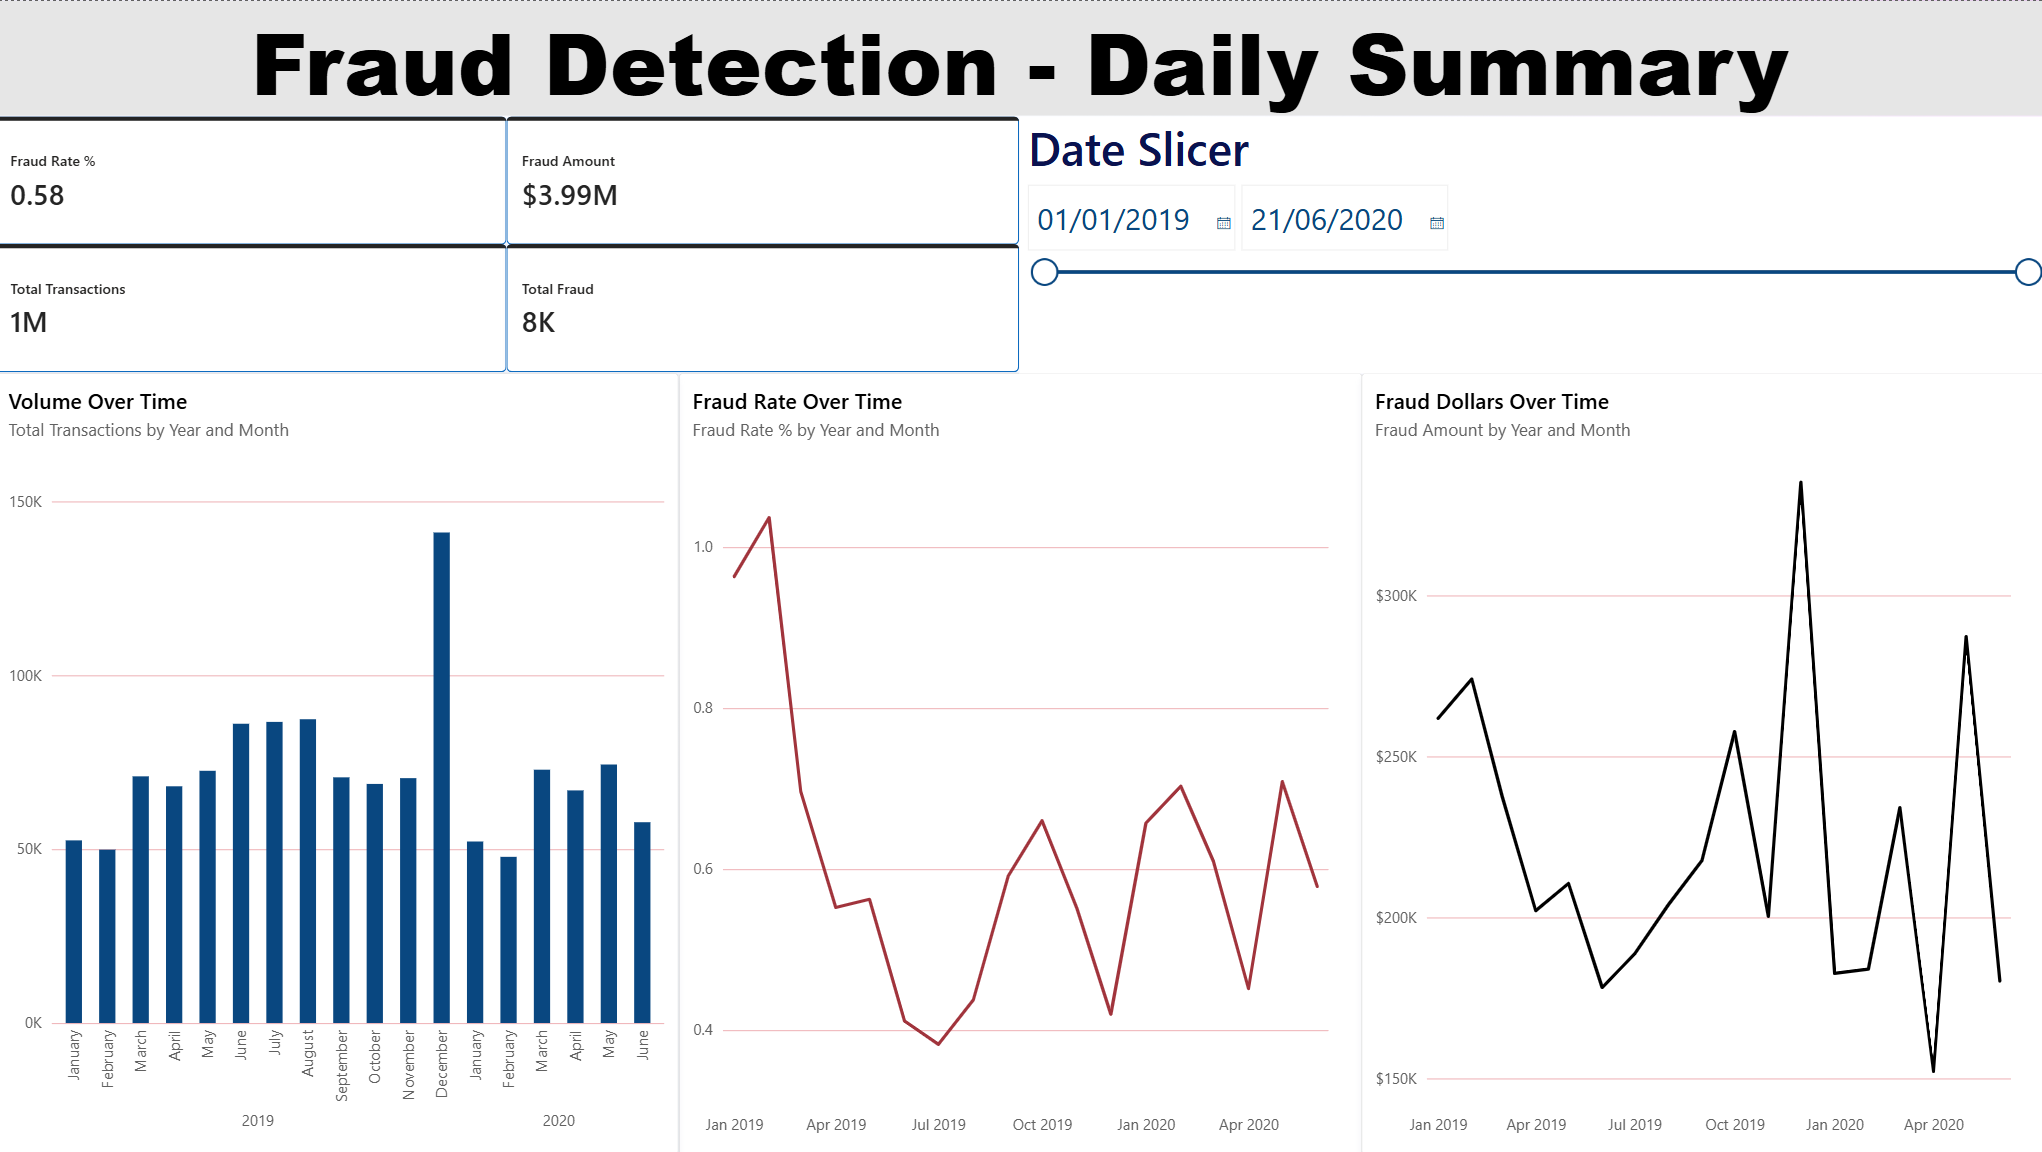 Fraud Detection - Daily Summary
Fraud Rate %
0.58
Fraud Amount
$3.99M
Total Transactions
1M
Total Fraud
8K
Date Slicer
01/01/2019
21/06/2020
Volume Over Time
Total Transactions by Year and Month
150K
100K
50K
0K
January
February
March
April
May
June
July
August
September
October
November
December
January
February
March
April
May
June
2019
2020
Fraud Rate Over Time
Fraud Rate % by Year and Month
1.0
0.8
0.6
0.4
Jan 2019
Apr 2019
Jul 2019
Oct 2019
Jan 2020
Apr 2020
Fraud Dollars Over Time
Fraud Amount by Year and Month
$300K
$250K
$200K
$150K
Jan 2019
Apr 2019
Jul 2019
Oct 2019
Jan 2020
Apr 2020